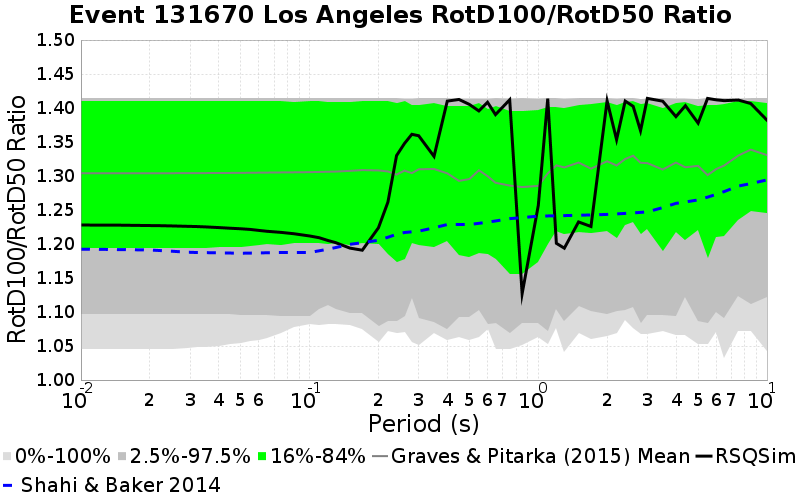 Event 131670 Los Angeles RotD100/RotD50 Ratio
RotD100/RotD50 Ratio
1.50
1.45
1.40
1.35
1.30
1.25
1.20
1.15
1.10
1.05
1.00
10-2 2 3 4 5 6 10-1 2 3 4 5 6 7 100 2 3 4 5 6 7 101
Period (s)
0%-100% 2.5%-97.5% 16%-84% Graves & Pitarka (2015) Mean RSQSim
Shahi & Baker 2014